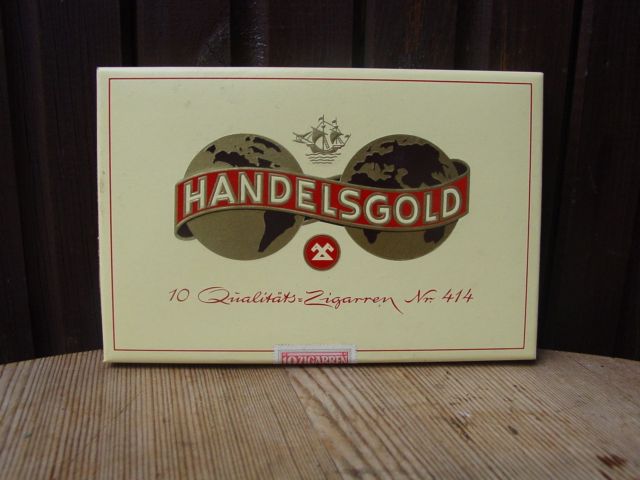 HANDELSGOLD
10 Qualitäts=Zigarren Nr. 414
10 ZIGARREN